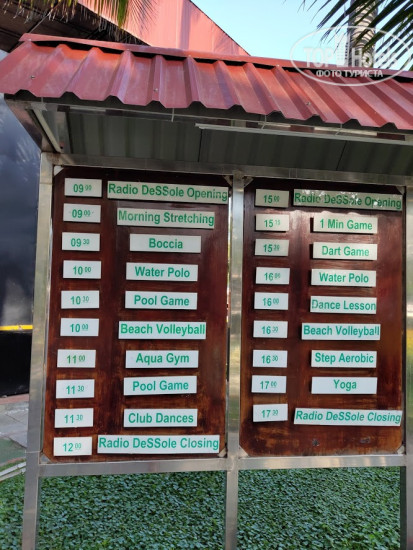 ТОПХОТЕЛ
ФОТО ТУРИСТА
09 00 Radio DeSSole Opening
09 00 Morning Stretching
09 30 Boccia
10 00 Water Polo
10 30 Pool Game
10 00 Beach Volleyball
11 00 Aqua Gym
11 30 Pool Game
11 30 Club Dances
12 00 Radio DeSSole Closing
15 00 Radio DeSSole Opening
15 15 1 Min Game
15 30 Dart Game
16 00 Water Polo
16 00 Dance Lesson
16 30 Beach Volleyball
16 30 Step Aerobic
17 00 Yoga
17 30 Radio DeSSole Closing